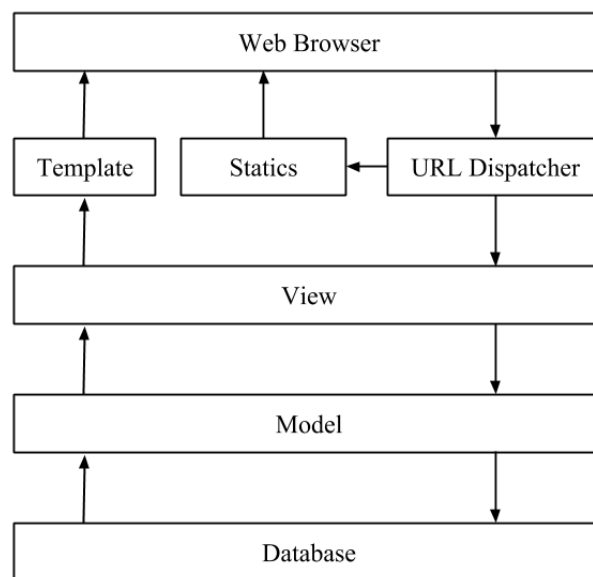 Web Browser
Template
Statics
URL Dispatcher
View
Model
Database